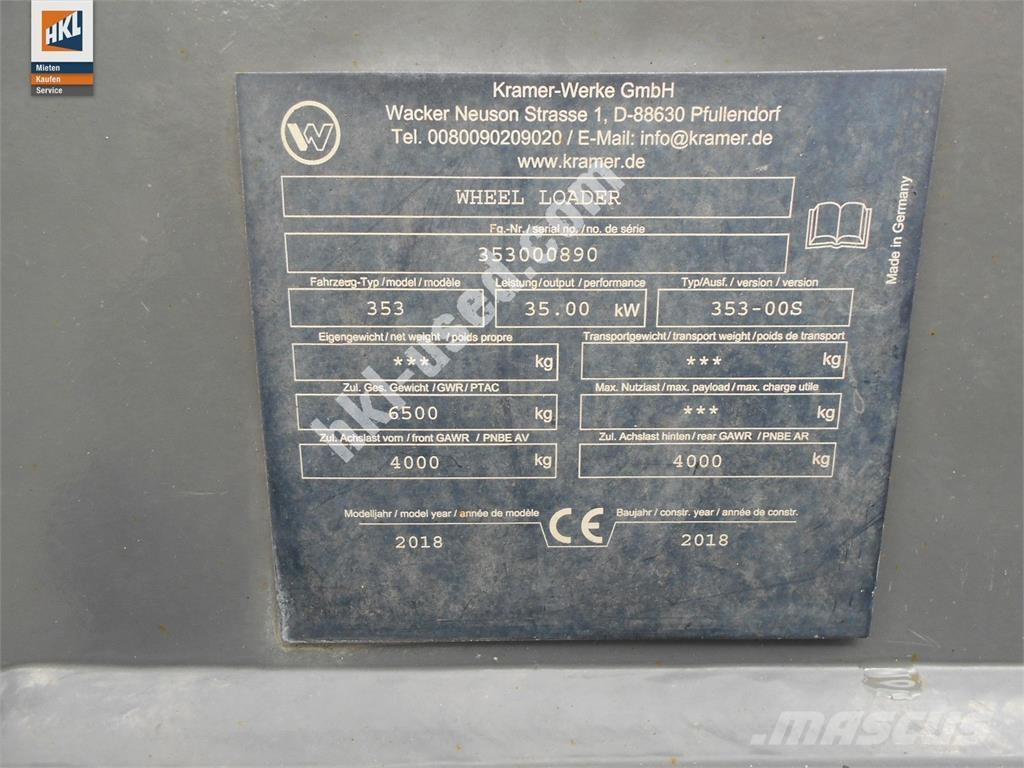 HKL
Mieten
Kaufen
Service
Kramer-Werke GmbH
Wacker Neuson Strasse 1, D-88630 Pfullendorf
Tel. 0080090209020 / E-Mail: info@kramer.de
www.kramer.de
WHEEL LOADER
Fg.-Nr. / serial no. / no. de série
353000890
Fahrzeug-Typ / model / modèle Leistung / output / performance Typ/Ausf. / version / version
353 35.00 kW 353-00S
Eigengewicht / net weight / poids propre Transportgewicht / transport weight / poids de transport
*** kg *** kg
Zul. Ges. Gewicht / GWR / PTAC Max. Nutzlast / max. payload / max. charge utile
6500 kg *** kg
Zul. Achslast vorn / front GAWR / PNBE AV Zul. Achslast hinten / rear GAWR / PNBE AR
4000 kg 4000 kg
Modelljahr / model year / année de modèle CE Baujahr / constr. year / année de constr.
2018 2018
Made in Germany
hkl-used.com
MASCUS